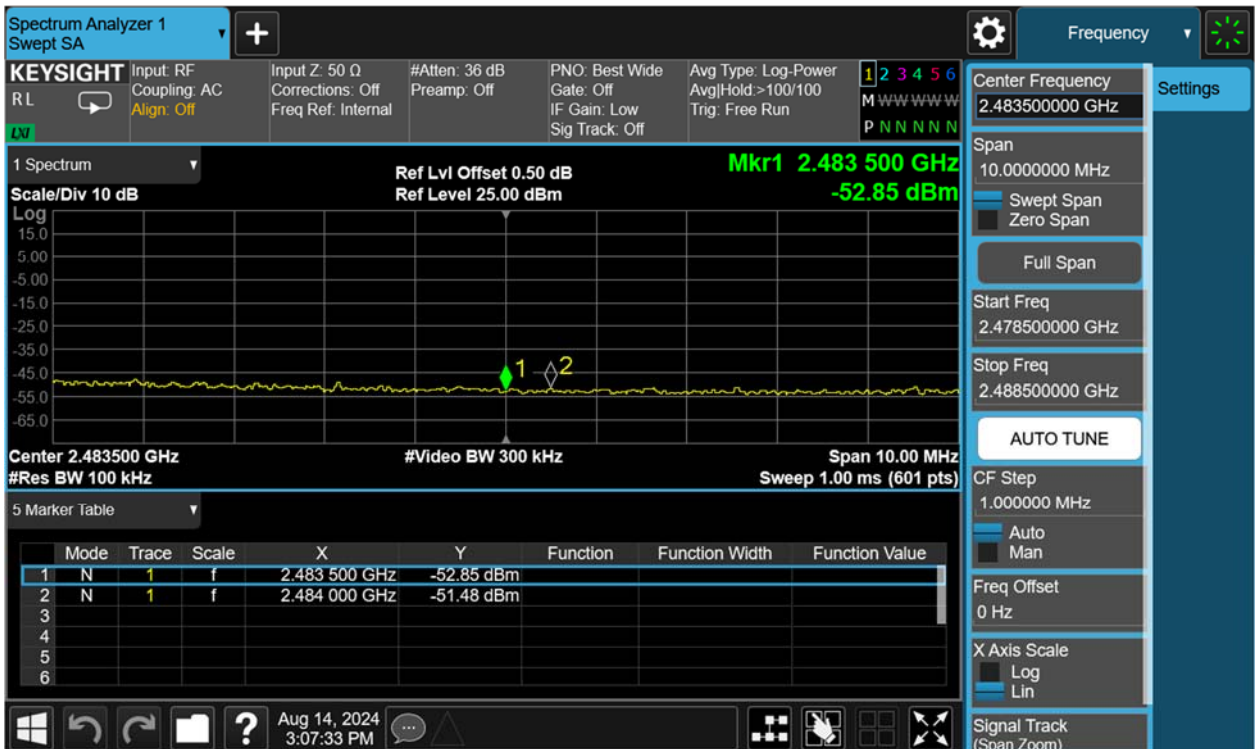 Spectrum Analyzer 1
Swept SA
+
Frequency
KEYSIGHT
RL
LXI
Input: RF
Coupling: AC
Align: Off
Input Z: 50 Ω
Corrections: Off
Freq Ref: Internal
#Atten: 36 dB
Preamp: Off
PNO: Best Wide
Gate: Off
IF Gain: Low
Sig Track: Off
Avg Type: Log-Power
Avg|Hold:>100/100
Trig: Free Run
1 2 3 4 5 6
M W W W W W
P N N N N N
1 Spectrum
Scale/Div 10 dB
Ref Lvl Offset 0.50 dB
Ref Level 25.00 dBm
Mkr1 2.483 500 GHz
-52.85 dBm
Log
15.0
5.00
-5.00
-15.0
-25.0
-35.0
-45.0
-55.0
-65.0
1
2
Center 2.483500 GHz
#Video BW 300 kHz
Span 10.00 MHz
#Res BW 100 kHz
Sweep 1.00 ms (601 pts)
5 Marker Table
Mode Trace Scale X Y Function Function Width Function Value
1 N 1 f 2.483 500 GHz -52.85 dBm
2 N 1 f 2.484 000 GHz -51.48 dBm
3
4
5
6
?
Aug 14, 2024
3:07:33 PM
Center Frequency
2.483500000 GHz
Span
10.0000000 MHz
Swept Span
Zero Span
Full Span
Start Freq
2.478500000 GHz
Stop Freq
2.488500000 GHz
AUTO TUNE
CF Step
1.000000 MHz
Auto
Man
Freq Offset
0 Hz
X Axis Scale
Log
Lin
Signal Track
(Span Zoom)
Settings